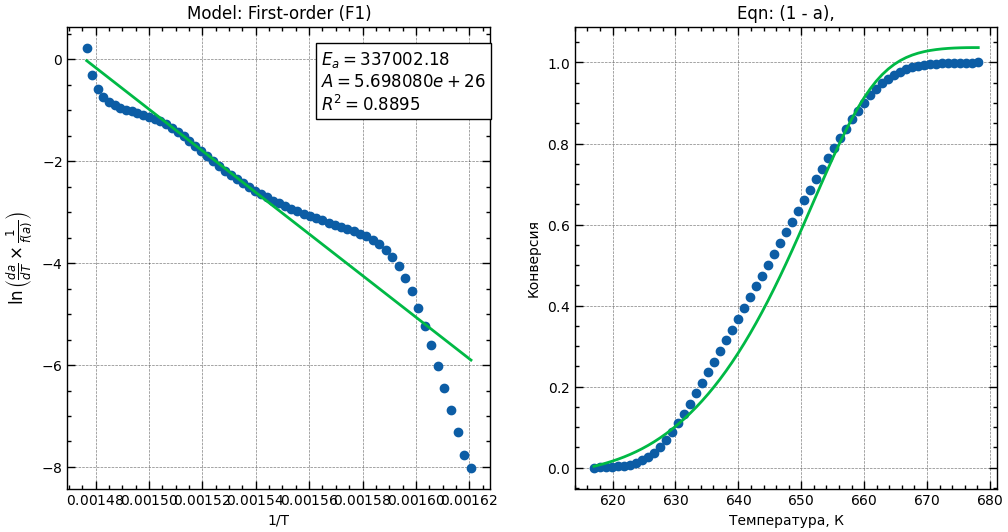 Model: First-order (F1)
Eqn: (1 - a),
E_a = 337002.18
A = 5.698080e + 26
R² = 0.8895
0
−2
−4
−6
−8
ln (da/dT × 1/f(a))
0.00148 0.00150 0.00152 0.00154 0.00156 0.00158 0.00160 0.00162
1/T
1.0
0.8
0.6
0.4
0.2
0.0
Конверсия
620 630 640 650 660 670 680
Температура, К